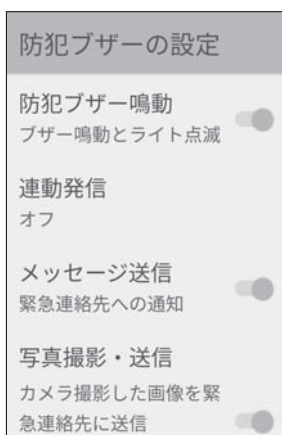 防犯ブザーの設定
防犯ブザー鳴動
ブザー鳴動とライト点滅
連動発信
オフ
メッセージ送信
緊急連絡先への通知
写真撮影・送信
カメラ撮影した画像を緊
急連絡先に送信